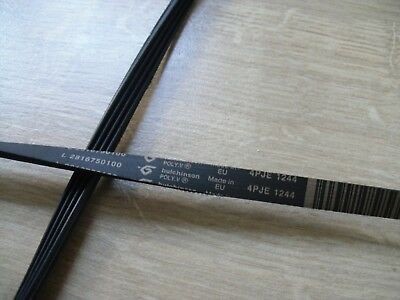 POLY.V® EU 4PJE 1244
L 2816750100 hutchinson Made in
POLY.V® EU 4PJE 1244